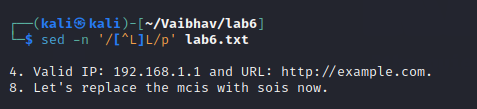 ┌──(kali㉿kali)-[~/Vaibhav/lab6]
└─$ sed -n '/[^L]L/p' lab6.txt
4. Valid IP: 192.168.1.1 and URL: http://example.com.
8. Let's replace the mcis with sois now.